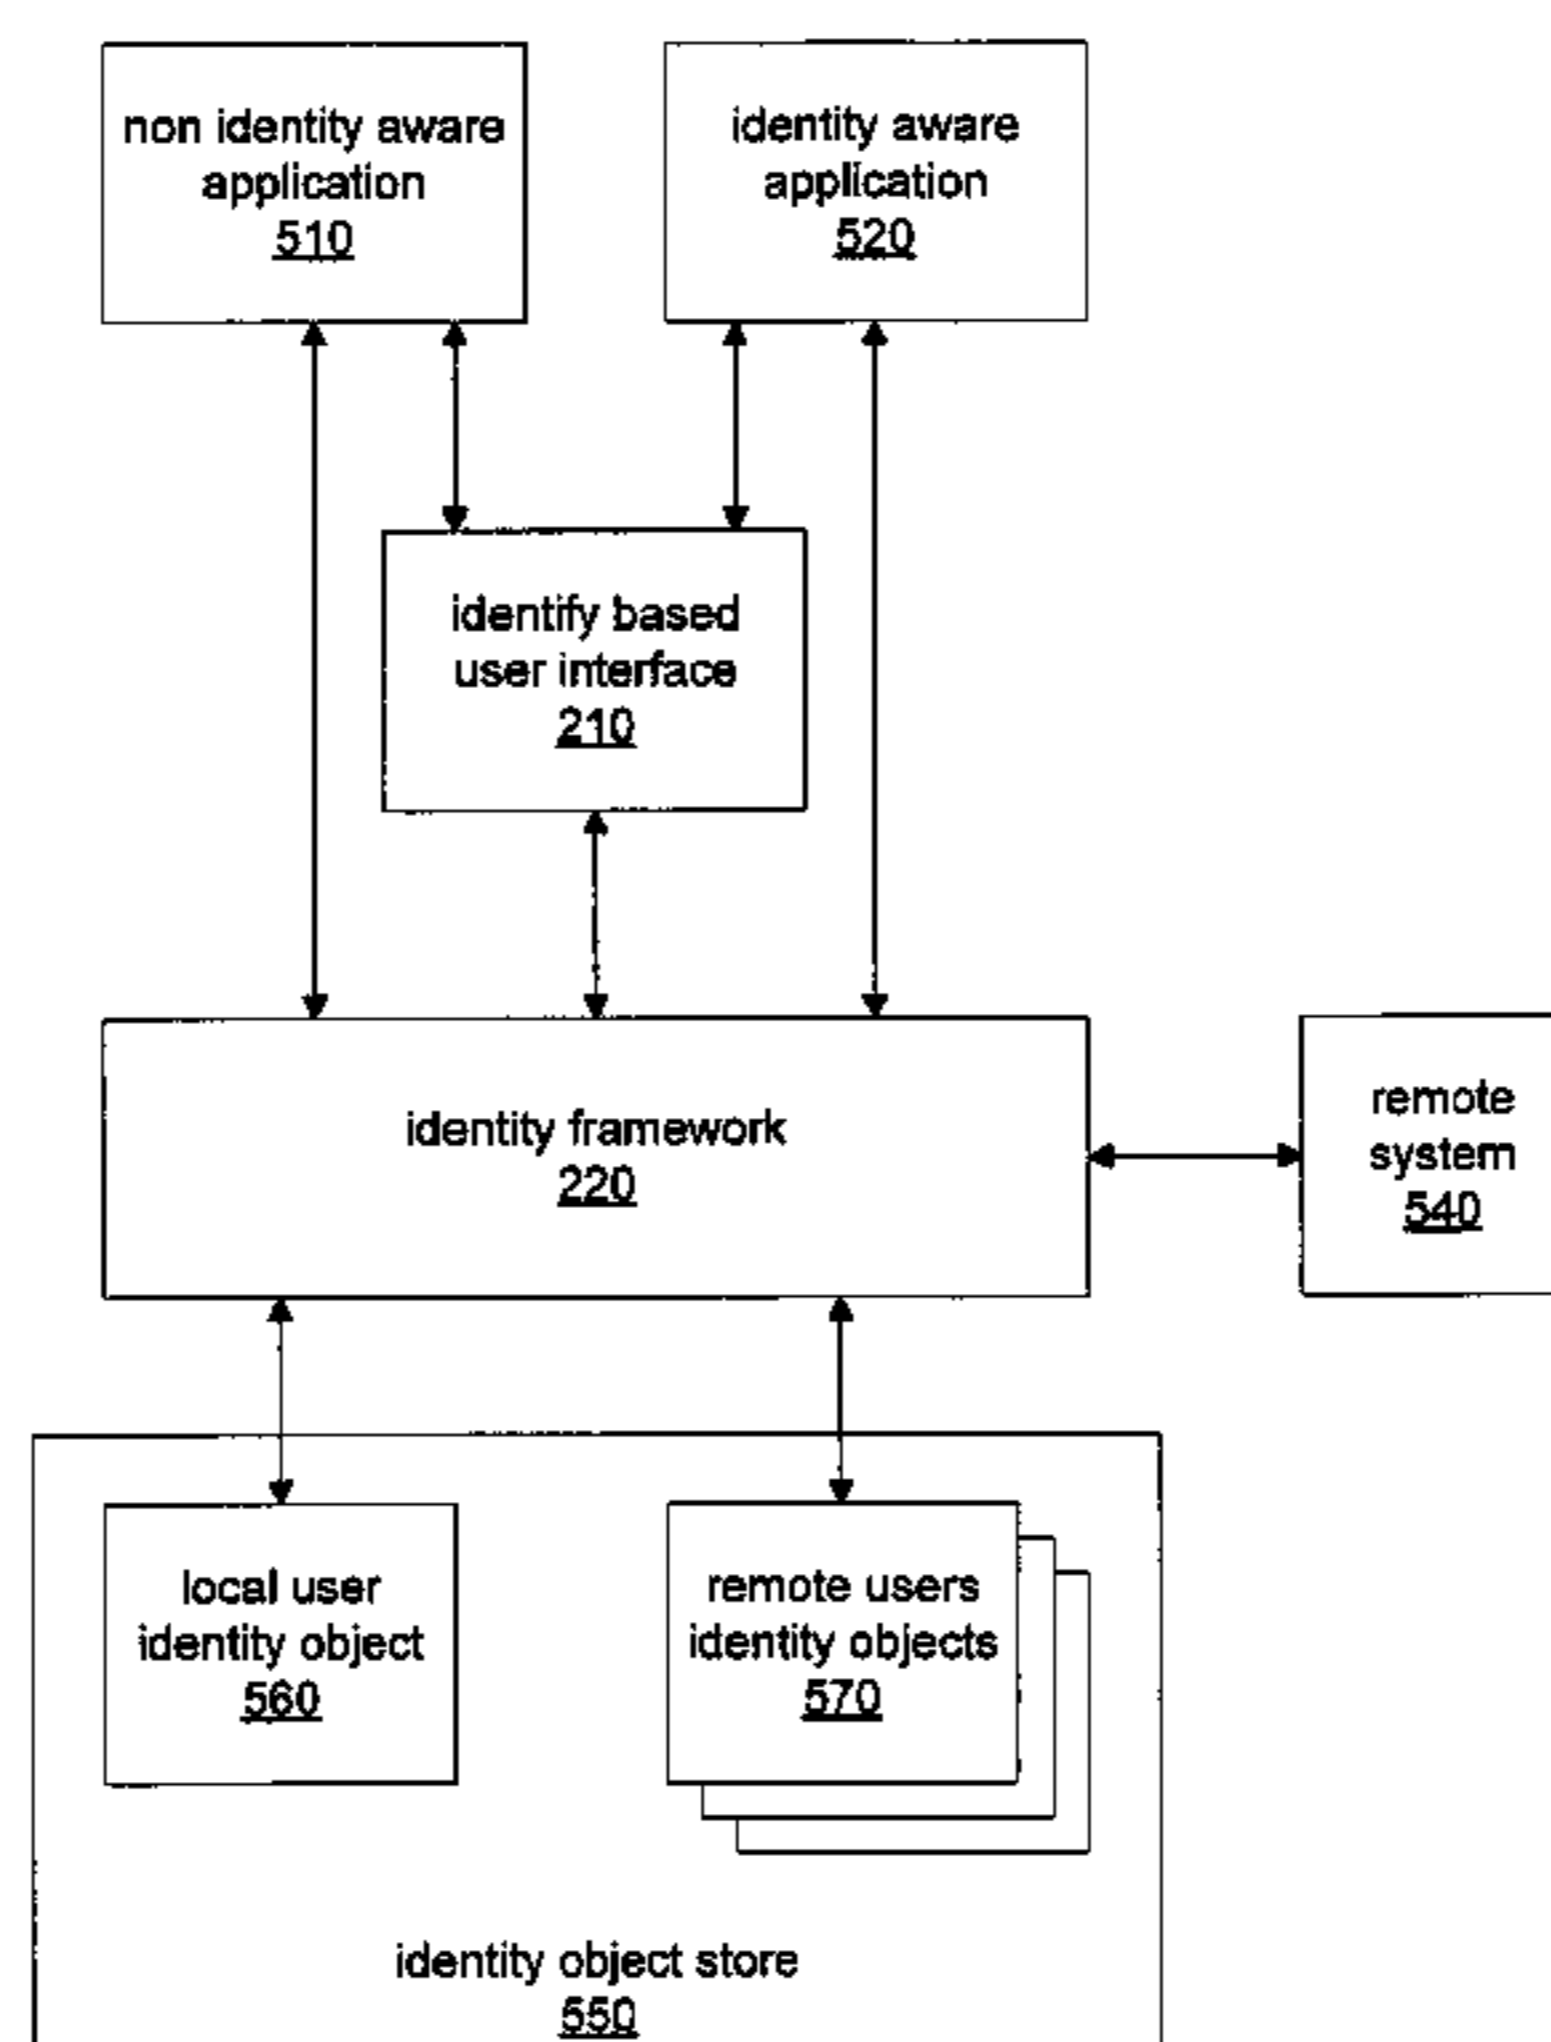 non identity aware
application
510
identity aware
application
520
identify based
user interface
210
identity framework
220
remote
system
540
local user
identity object
560
remote users
identity objects
570
identity object store
550